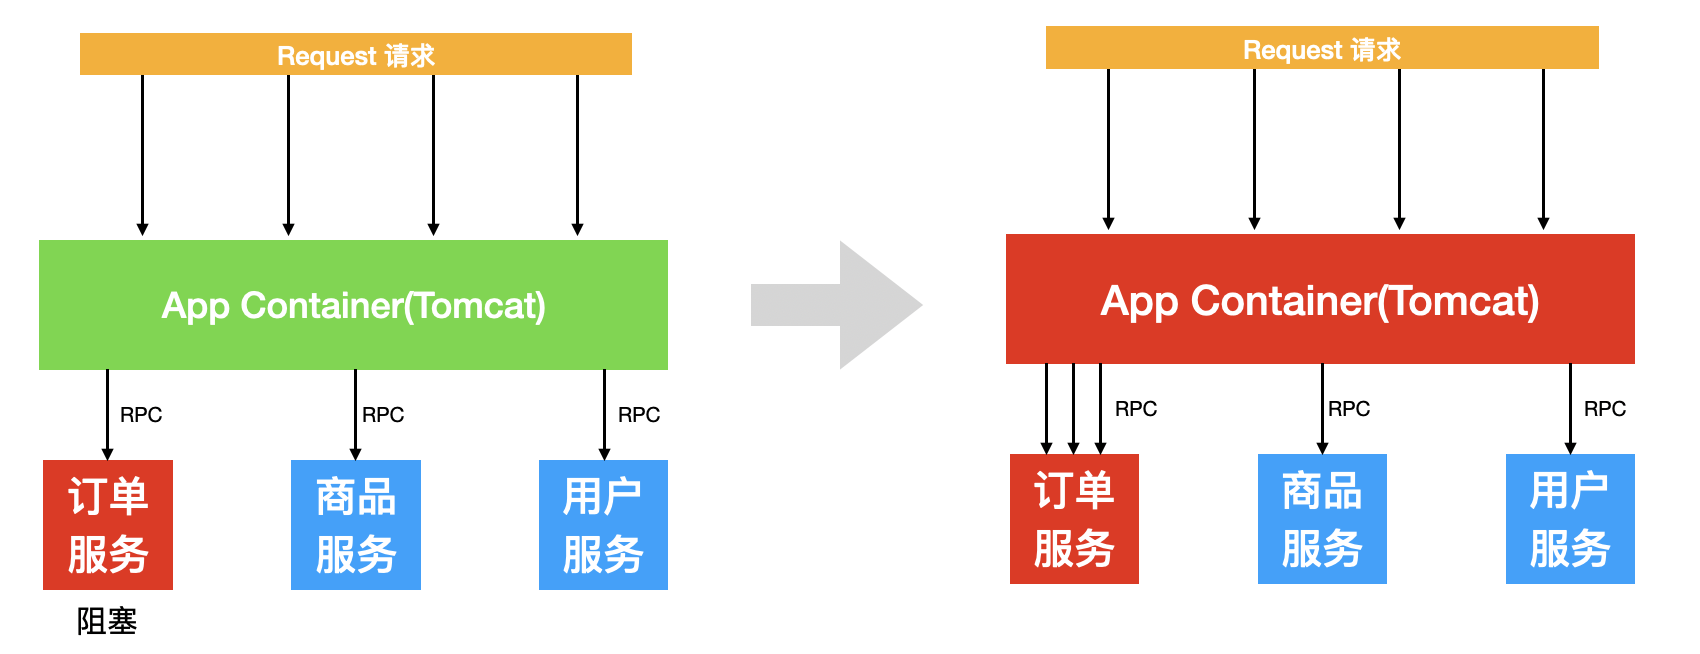 Request 请求
App Container(Tomcat)
RPC
RPC
RPC
订单
服务
商品
服务
用户
服务
阻塞
Request 请求
App Container(Tomcat)
RPC
RPC
RPC
订单
服务
商品
服务
用户
服务